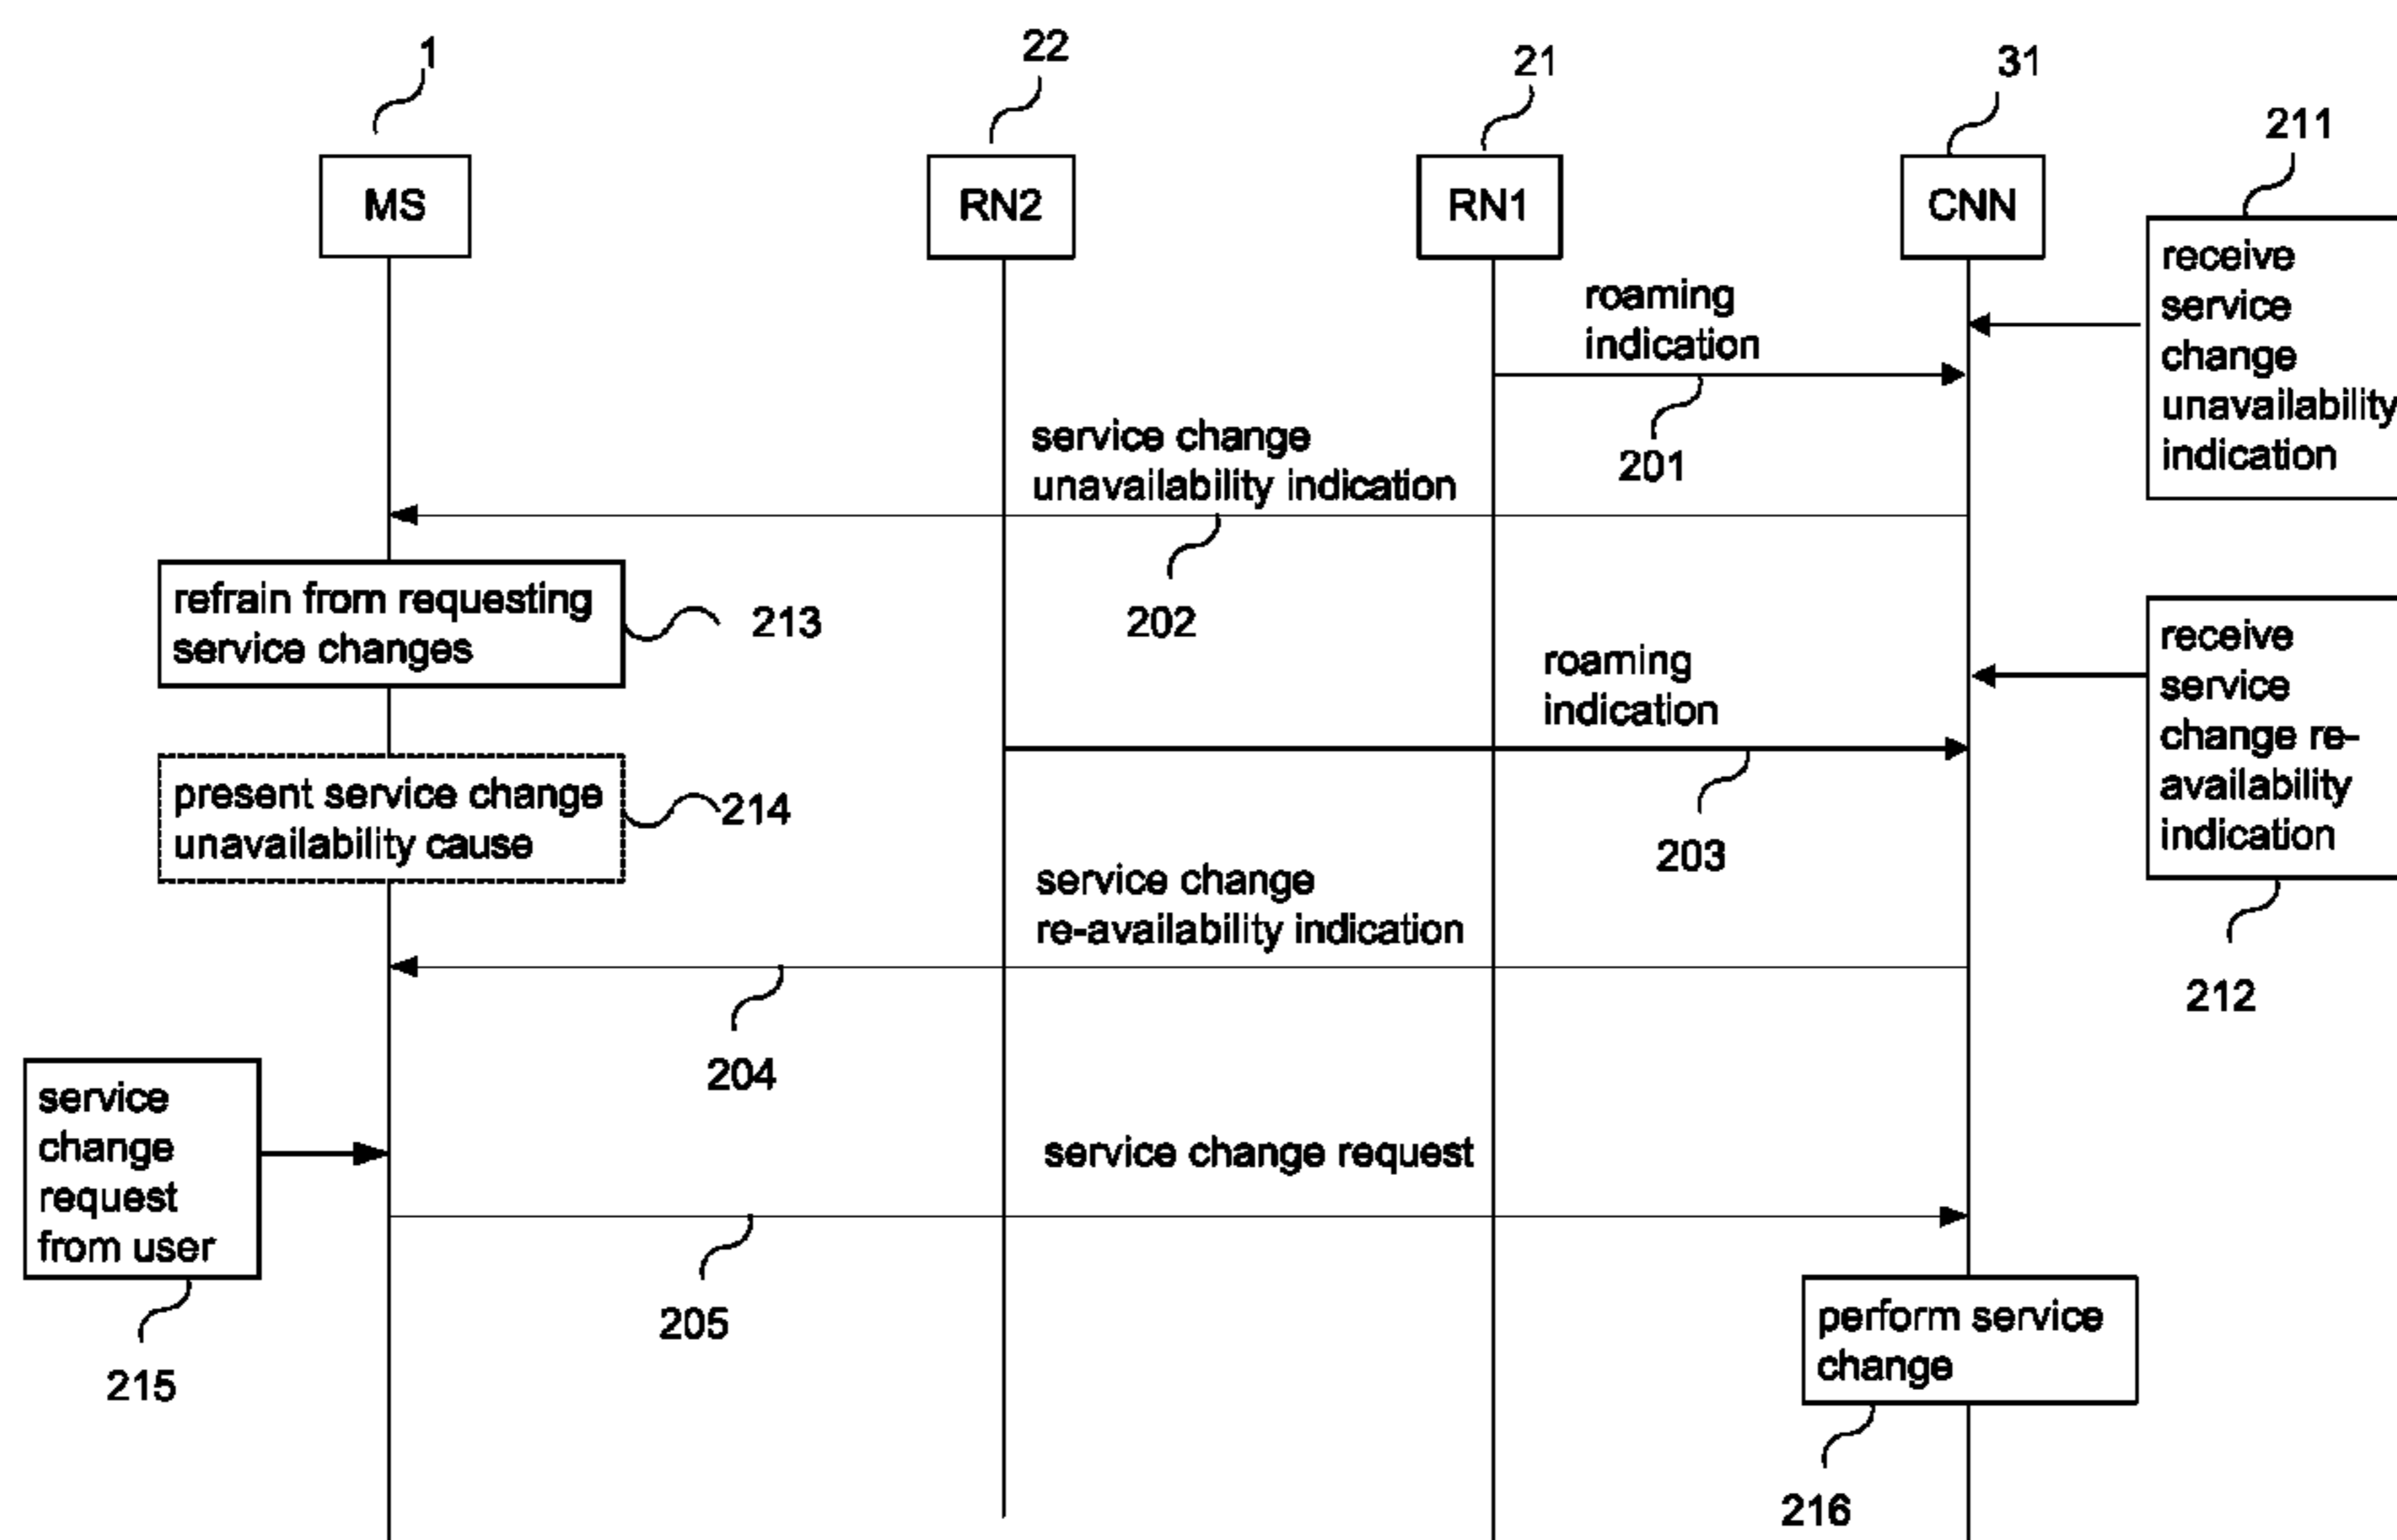 1
22
21
31
211
MS
RN2
RN1
CNN
receive
service
change
unavailability
indication
roaming
indication
201
service change
unavailability indication
202
refrain from requesting
service changes
213
receive
service
change re-
availability
indication
212
roaming
indication
203
present service change
unavailability cause
214
service change
re-availability indication
204
service
change
request
from user
215
service change request
205
perform service
change
216